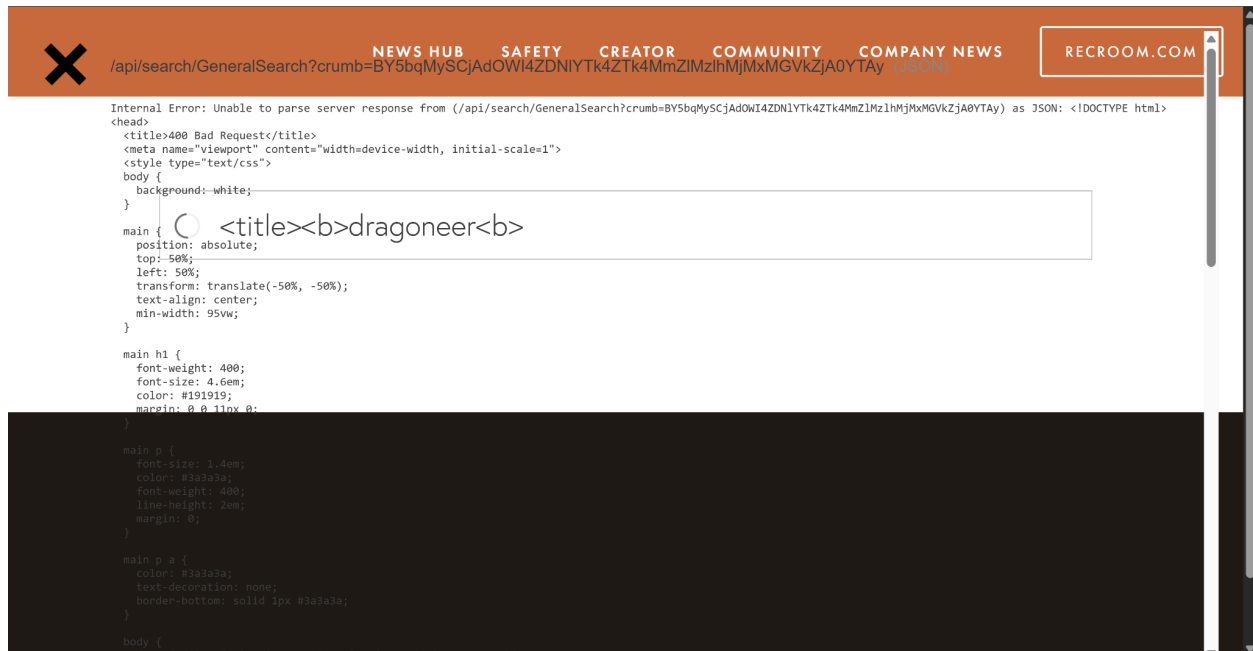 NEWS HUB SAFETY CREATOR COMMUNITY COMPANY NEWS RECROOM.COM
/api/search/GeneralSearch?crumb=BY5bqMySCjAdOWI4ZDNlYTk4ZTk4MmZlMzlhMjMxMGVkZjA0YTAy (JSON)
Internal Error: Unable to parse server response from (/api/search/GeneralSearch?crumb=BY5bqMySCjAdOWI4ZDNlYTk4ZTk4MmZlMzlhMjMxMGVkZjA0YTAy) as JSON: <!DOCTYPE html>
<head>
<title>400 Bad Request</title>
<meta name="viewport" content="width=device-width, initial-scale=1">
<style type="text/css">
body {
background: white;
}
<title><b>dragoneer<b>
main {
position: absolute;
top: 50%;
left: 50%;
transform: translate(-50%, -50%);
text-align: center;
min-width: 95vw;
}
main h1 {
font-weight: 400;
font-size: 4.6em;
color: #191919;
margin: 0 0 11px 0;
}
main p {
font-size: 1.4em;
color: #3a3a3a;
font-weight: 400;
line-height: 2em;
margin: 0;
}
main p a {
color: #3a3a3a;
text-decoration: none;
border-bottom: solid 1px #3a3a3a;
}
body {